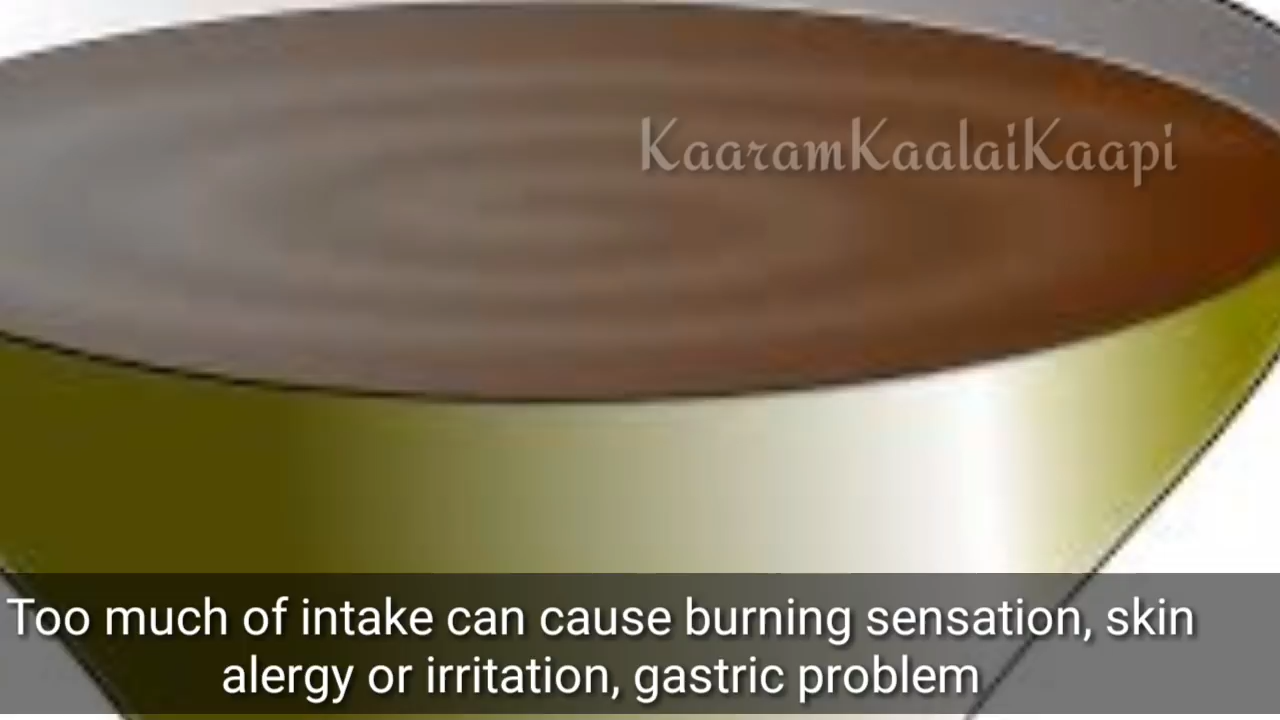 KaaramKaalaiKaapi
Too much of intake can cause burning sensation, skin
alergy or irritation, gastric problem